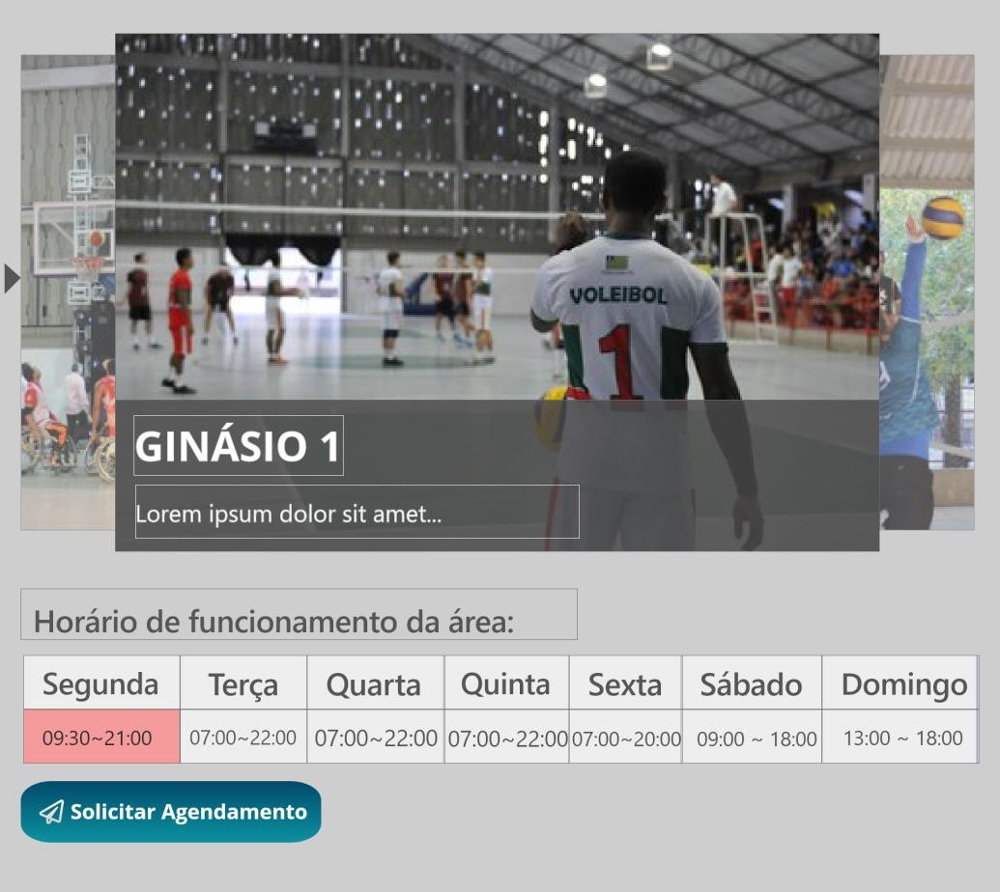 VOLEIBOL
1
GINÁSIO 1
Lorem ipsum dolor sit amet...
Horário de funcionamento da área:
Segunda Terça Quarta Quinta Sexta Sábado Domingo
09:30~21:00 07:00~22:00 07:00~22:00 07:00~22:00 07:00~20:00 09:00 ~ 18:00 13:00 ~ 18:00
Solicitar Agendamento